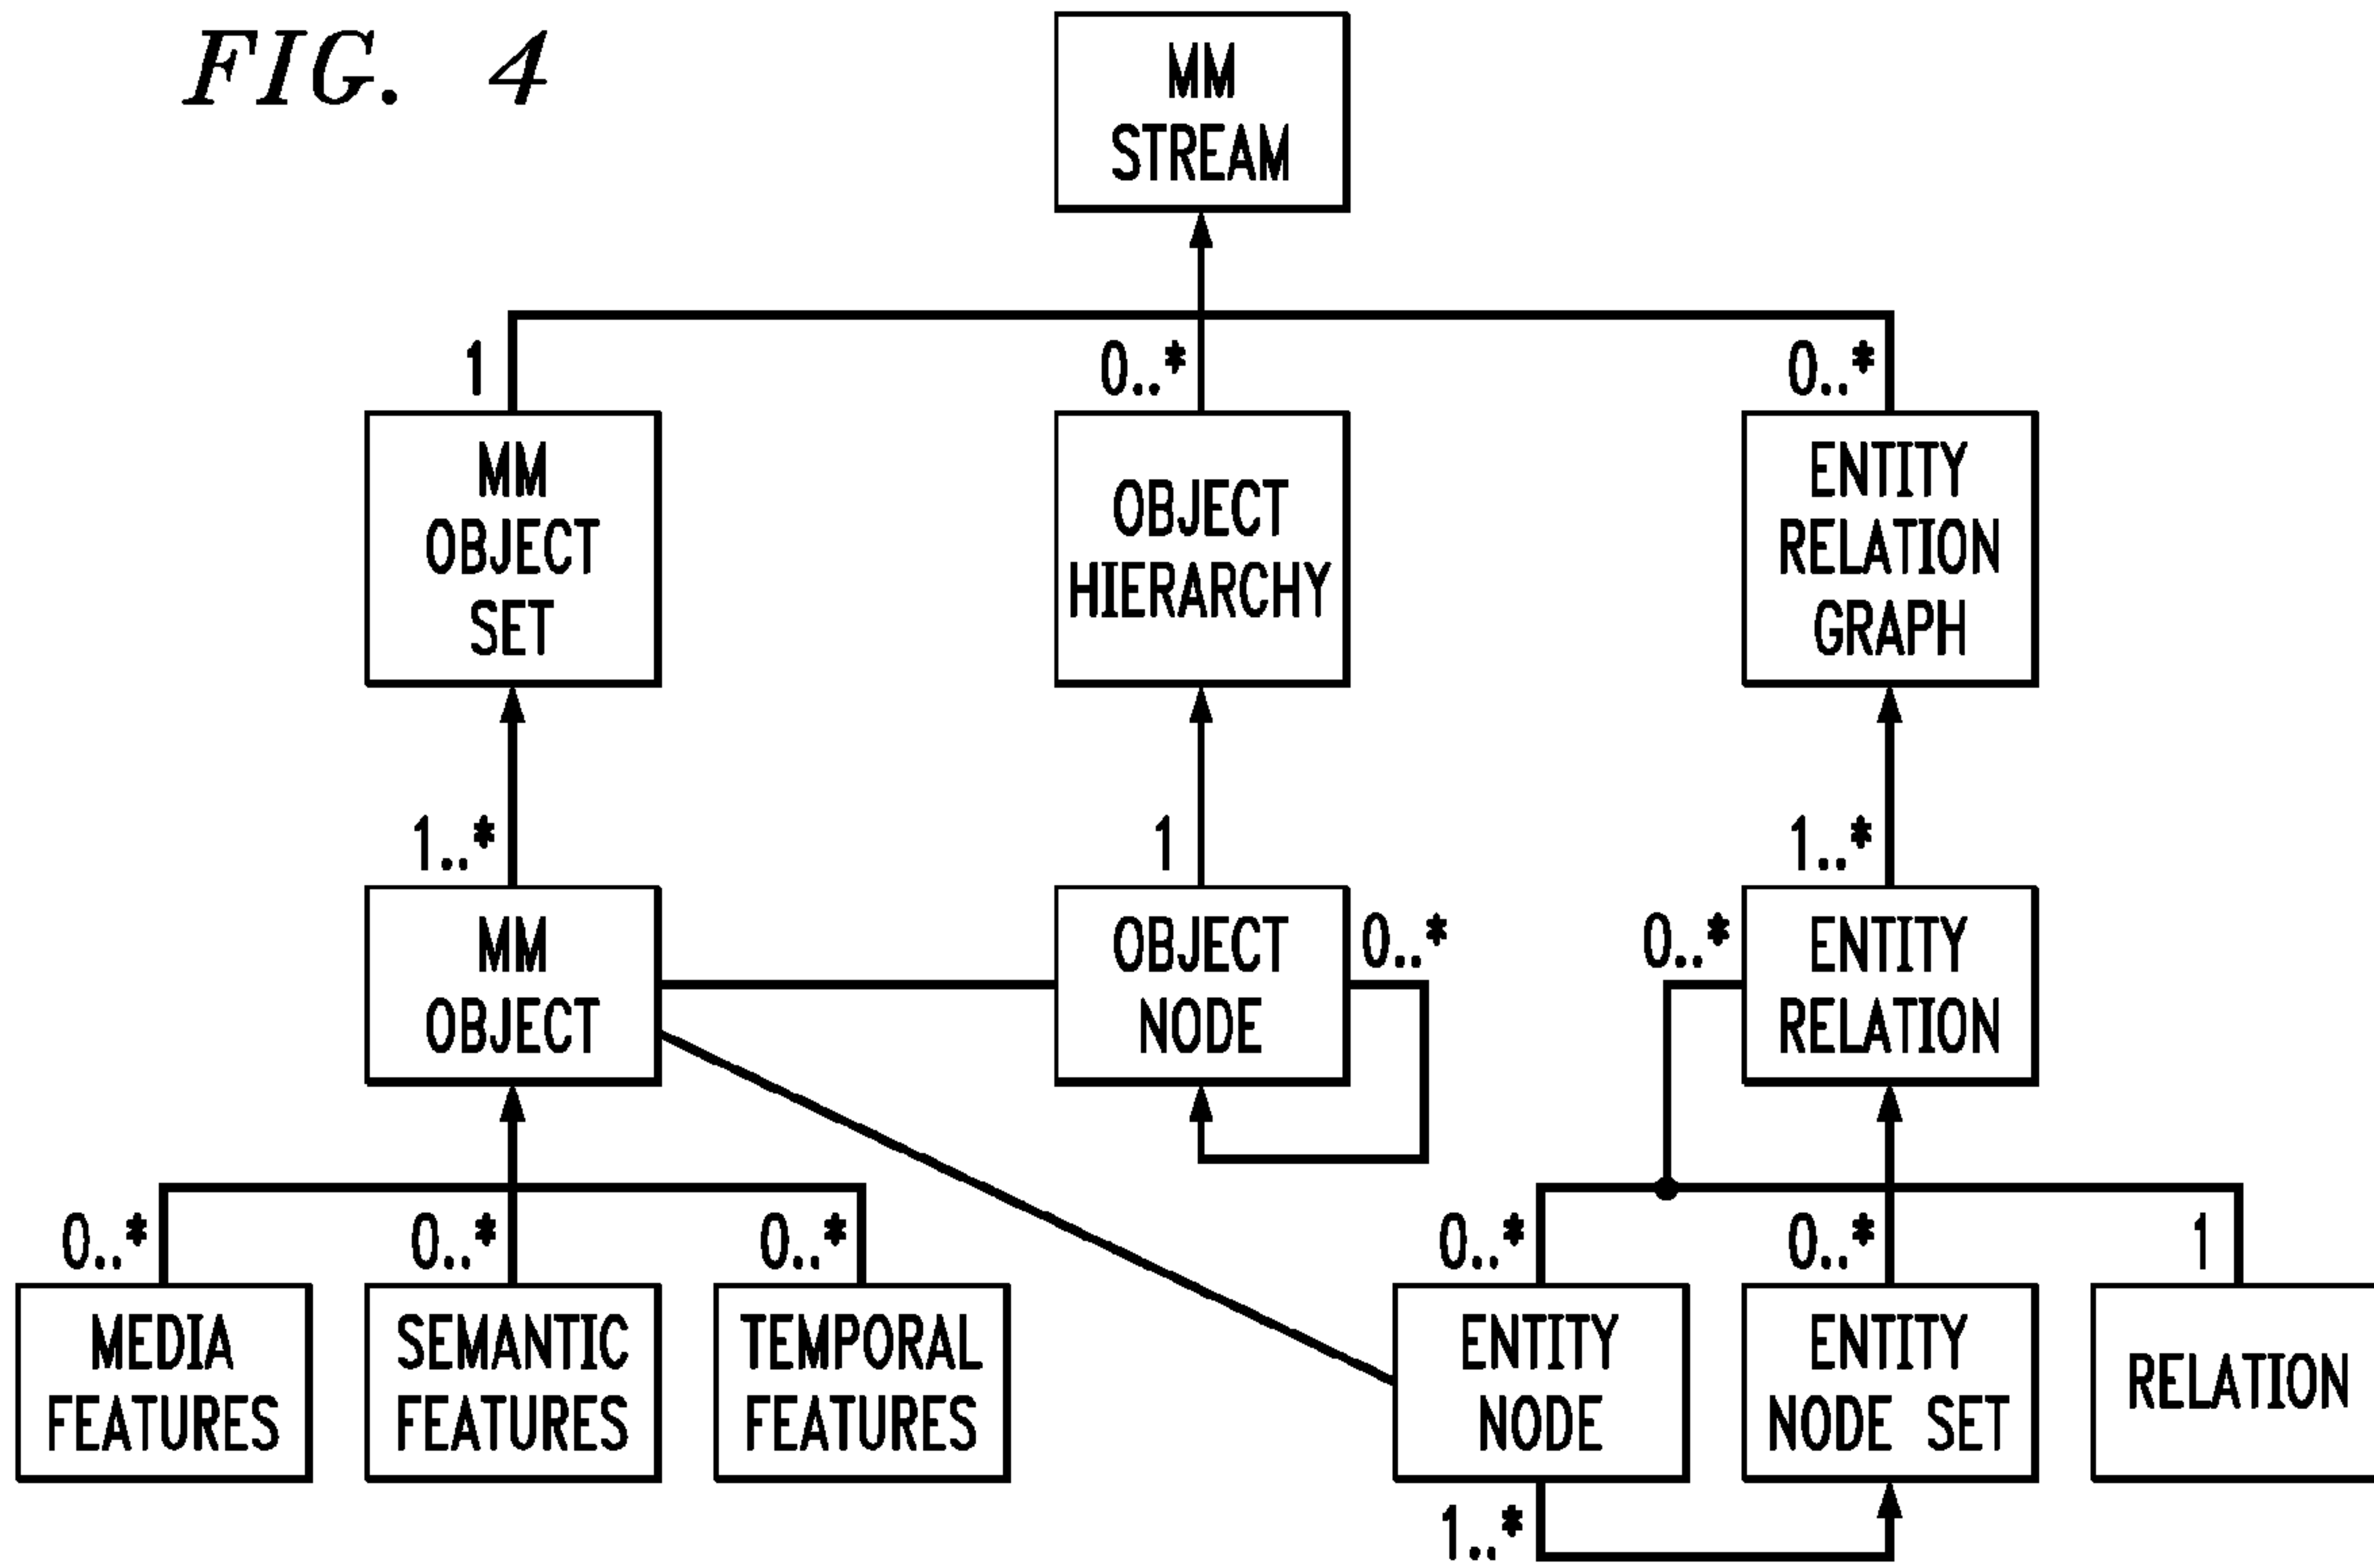 FIG. 4
MM
STREAM
1
0..*
0..*
MM
OBJECT
SET
OBJECT
HIERARCHY
ENTITY
RELATION
GRAPH
1..*
1
1..*
MM
OBJECT
OBJECT
NODE
0..*
0..*
ENTITY
RELATION
0..*
0..*
0..*
0..*
0..*
1
MEDIA
FEATURES
SEMANTIC
FEATURES
TEMPORAL
FEATURES
ENTITY
NODE
ENTITY
NODE SET
RELATION
1..*